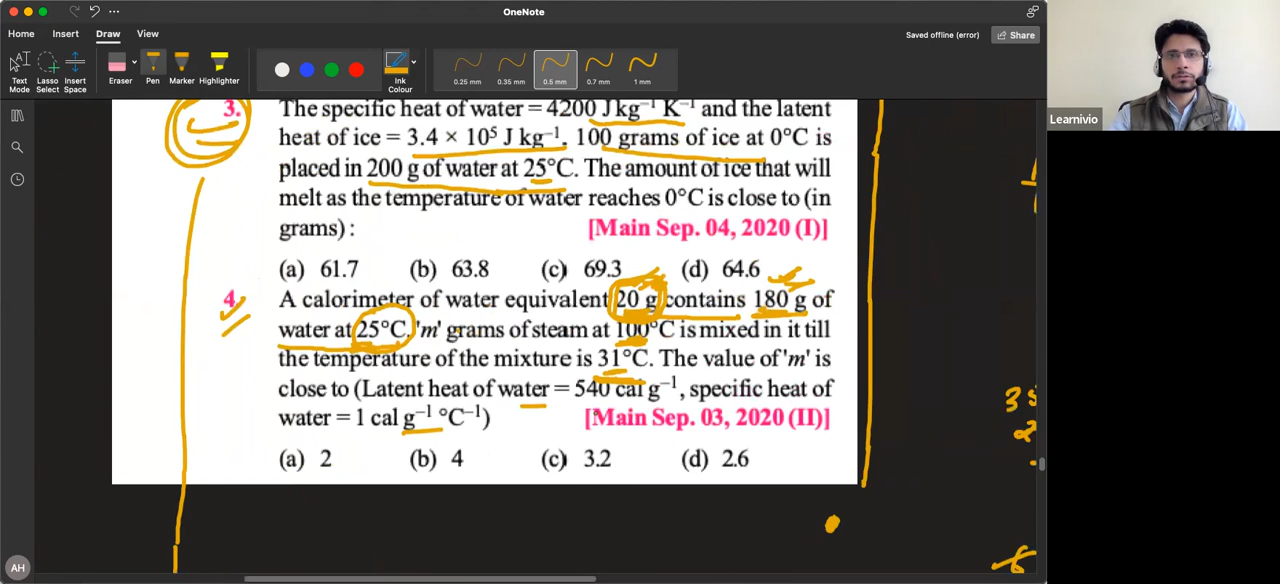 OneNote
Home Insert Draw View
Saved offline (error)
Share
Text Mode
Lasso Select
Insert Space
Eraser
Pen
Marker
Highlighter
Ink Colour
0.25 mm
0.35 mm
0.5 mm
0.7 mm
1 mm
Learnivio
3. The specific heat of water = 4200 J kg⁻¹ K⁻¹ and the latent
heat of ice = 3.4 × 10⁵ J kg⁻¹. 100 grams of ice at 0°C is
placed in 200 g of water at 25°C. The amount of ice that will
melt as the temperature of water reaches 0°C is close to (in
grams) : [Main Sep. 04, 2020 (I)]
(a) 61.7 (b) 63.8 (c) 69.3 (d) 64.6
4. A calorimeter of water equivalent 20 g contains 180 g of
water at 25°C. 'm' grams of steam at 100°C is mixed in it till
the temperature of the mixture is 31°C. The value of 'm' is
close to (Latent heat of water = 540 cal g⁻¹, specific heat of
water = 1 cal g⁻¹ °C⁻¹) [Main Sep. 03, 2020 (II)]
(a) 2 (b) 4 (c) 3.2 (d) 2.6
AH